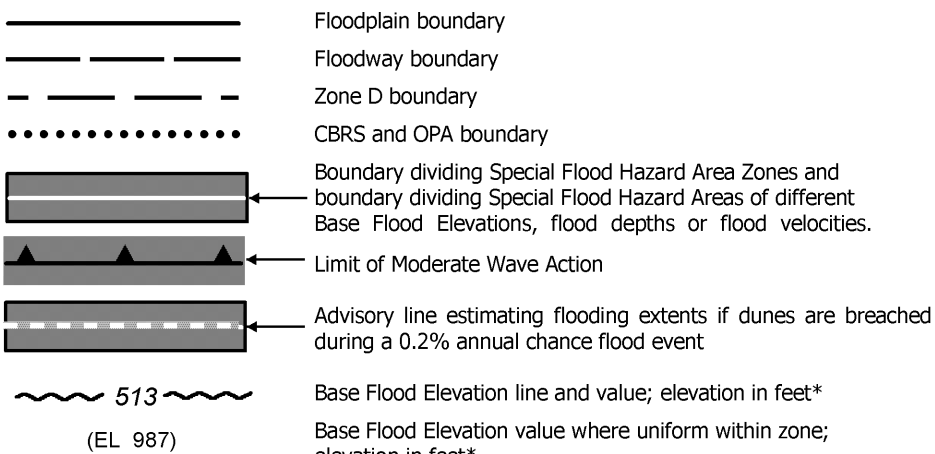 Floodplain boundary
Floodway boundary
Zone D boundary
CBRS and OPA boundary
Boundary dividing Special Flood Hazard Area Zones and
boundary dividing Special Flood Hazard Areas of different
Base Flood Elevations, flood depths or flood velocities.
Limit of Moderate Wave Action
Advisory line estimating flooding extents if dunes are breached
during a 0.2% annual chance flood event
513 Base Flood Elevation line and value; elevation in feet*
(EL 987) Base Flood Elevation value where uniform within zone;
elevation in feet*